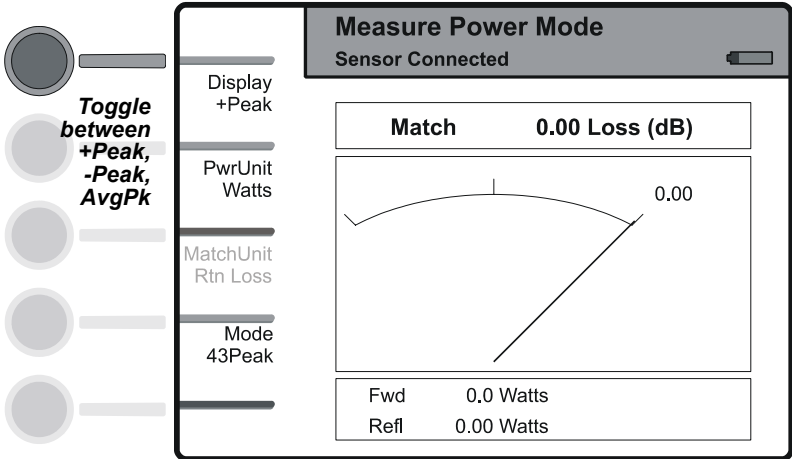 Measure Power Mode
Sensor Connected
Toggle
between
+Peak,
-Peak,
AvgPk
Display
+Peak
PwrUnit
Watts
MatchUnit
Rtn Loss
Mode
43Peak
Match 0.00 Loss (dB)
0.00
Fwd 0.0 Watts
Refl 0.00 Watts